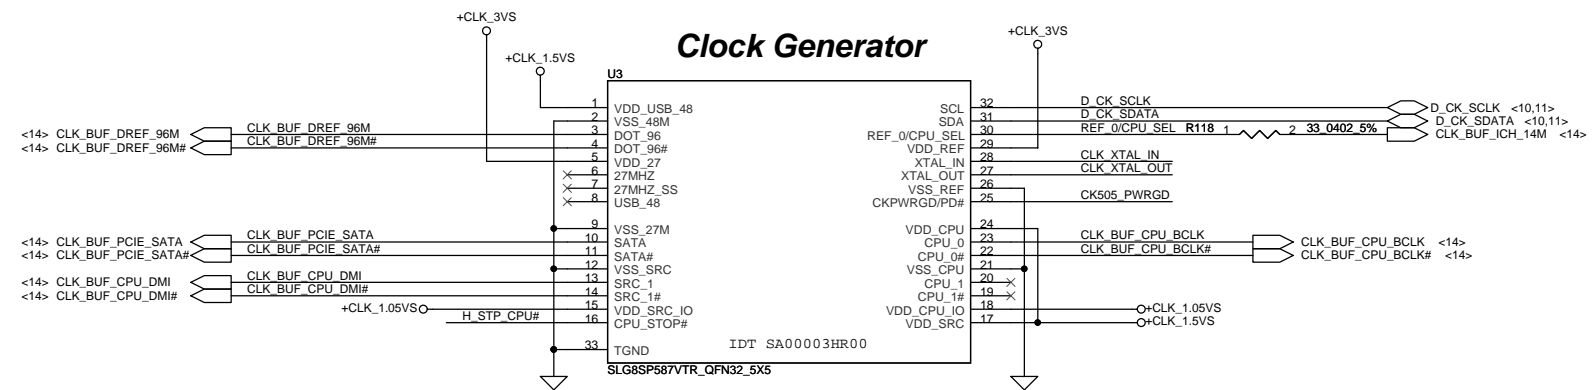 +CLK_3VS
Clock Generator
+CLK_3VS
+CLK_1.5VS
U3
1 VDD_USB_48 SCL 32 D_CK_SCLK D_CK_SCLK <10,11>
2 VSS_48M SDA 31 D_CK_SDATA D_CK_SDATA <10,11>
<14> CLK_BUF_DREF_96M CLK_BUF_DREF_96M 3 DOT_96 REF_0/CPU_SEL 30 REF_0/CPU_SEL R118 1 2 33_0402_5% CLK_BUF_ICH_14M <14>
<14> CLK_BUF_DREF_96M# CLK_BUF_DREF_96M# 4 DOT_96# VDD_REF 29
5 VDD_27 XTAL_IN 28 CLK_XTAL_IN
6 27MHZ XTAL_OUT 27 CLK_XTAL_OUT
7 27MHZ_SS VSS_REF 26
8 USB_48 CKPWRGD/PD# 25 CK505_PWRGD
9 VSS_27M VDD_CPU 24
<14> CLK_BUF_PCIE_SATA CLK_BUF_PCIE_SATA 10 SATA CPU_0 23 CLK_BUF_CPU_BCLK CLK_BUF_CPU_BCLK <14>
<14> CLK_BUF_PCIE_SATA# CLK_BUF_PCIE_SATA# 11 SATA# CPU_0# 22 CLK_BUF_CPU_BCLK# CLK_BUF_CPU_BCLK# <14>
12 VSS_SRC VSS_CPU 21
<14> CLK_BUF_CPU_DMI CLK_BUF_CPU_DMI 13 SRC_1 CPU_1 20
<14> CLK_BUF_CPU_DMI# CLK_BUF_CPU_DMI# 14 SRC_1# CPU_1# 19
+CLK_1.05VS 15 VDD_SRC_IO VDD_CPU_IO 18 +CLK_1.05VS
H_STP_CPU# 16 CPU_STOP# VDD_SRC 17 +CLK_1.5VS
33 TGND IDT SA00003HR00
SLG8SP587VTR_QFN32_5X5